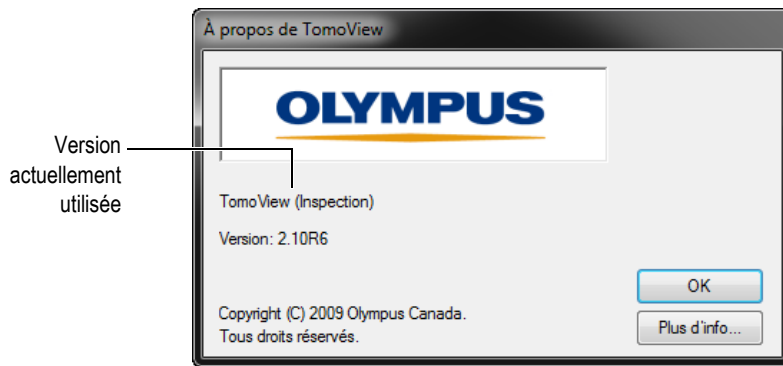 À propos de TomoView
OLYMPUS
Version
actuellement
utilisée
TomoView (Inspection)
Version: 2.10R6
OK
Copyright (C) 2009 Olympus Canada.
Tous droits réservés.
Plus d'info...